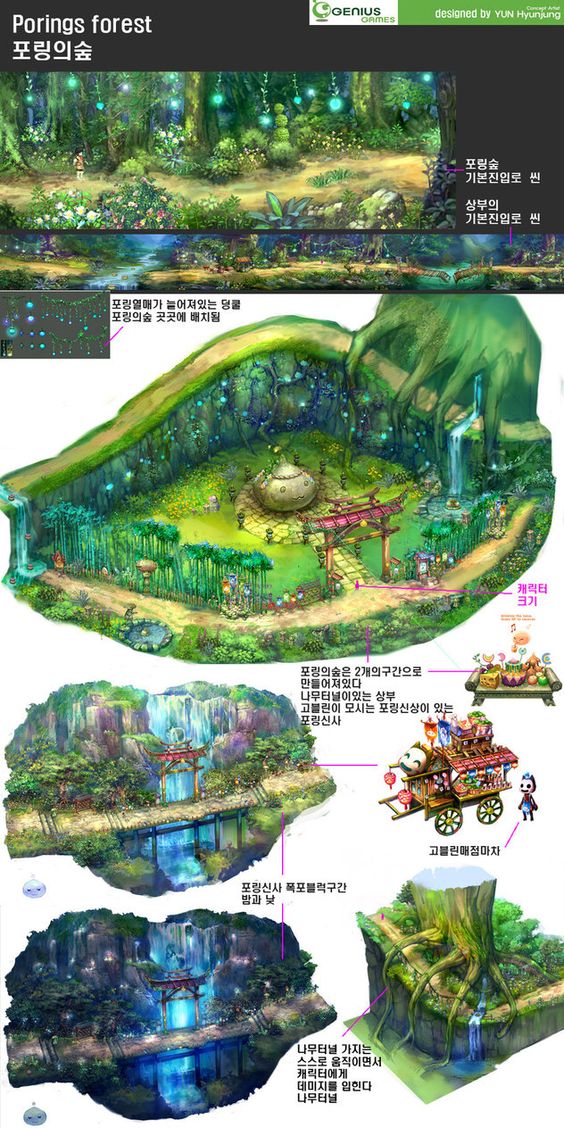 Porings forest
포링의숲
GENIUS
GAMES
Concept Artist
designed by YUN Hyunjung
포링숲
기본진입로 씬
상부의
기본진입로 씬
포링열매가 늘어져있는 덩쿨
포링의숲 곳곳에 배치됨
캐릭터
크기
포링의숲은 2개의구간으로
만들어져있다
나무터널이있는 상부
고블린이 모시는 포링신상이 있는
포링신사
고블린매점마차
포링신사 폭포블럭구간
밤과 낮
나무터널 가지는
스스로 움직이면서
캐릭터에게
데미지를 입힌다
나무터널